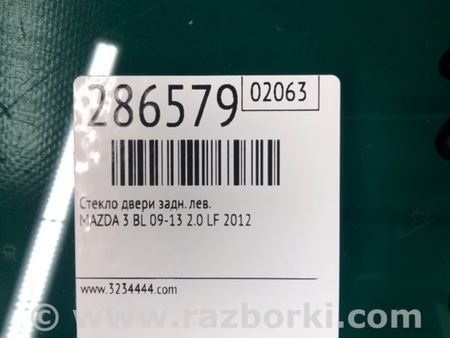 286579
02063
Стекло двери задн. лев.
MAZDA 3 BL 09-13 2.0 LF 2012
www.3234444.com
© www.razborki.com